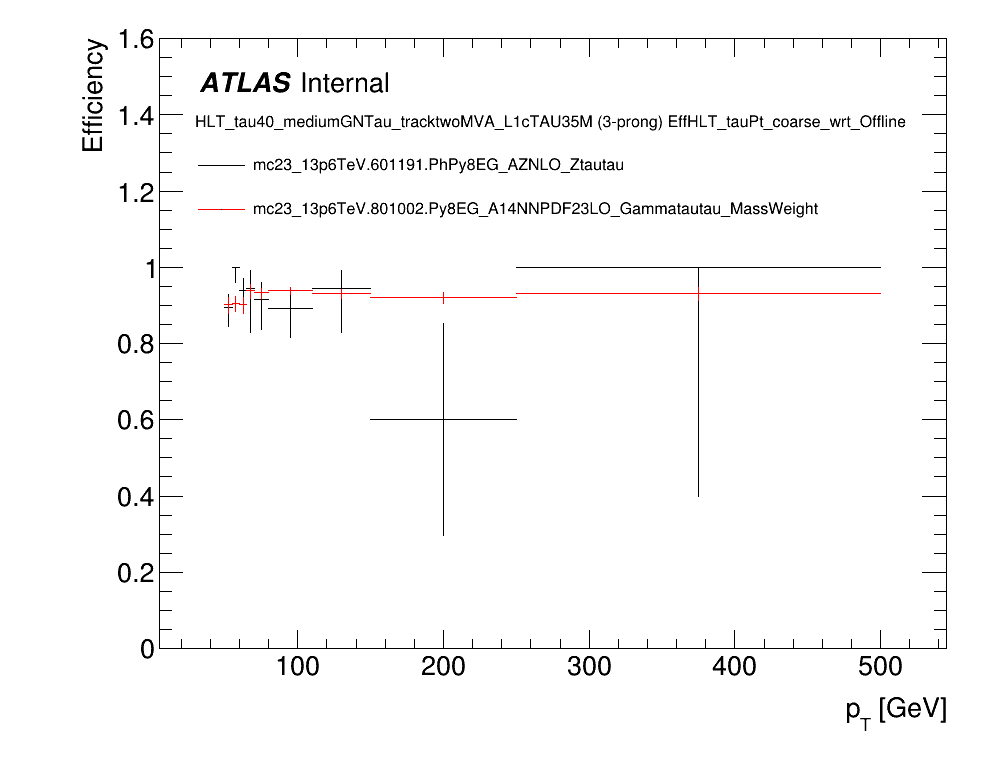 Efficiency
1.6
1.4
1.2
1
0.8
0.6
0.4
0.2
0
ATLAS Internal
HLT_tau40_mediumGNTau_tracktwoMVA_L1cTAU35M (3-prong) EffHLT_tauPt_coarse_wrt_Offline
mc23_13p6TeV.601191.PhPy8EG_AZNLO_Ztautau
mc23_13p6TeV.801002.Py8EG_A14NNPDF23LO_Gammatautau_MassWeight
100 200 300 400 500
p_T [GeV]